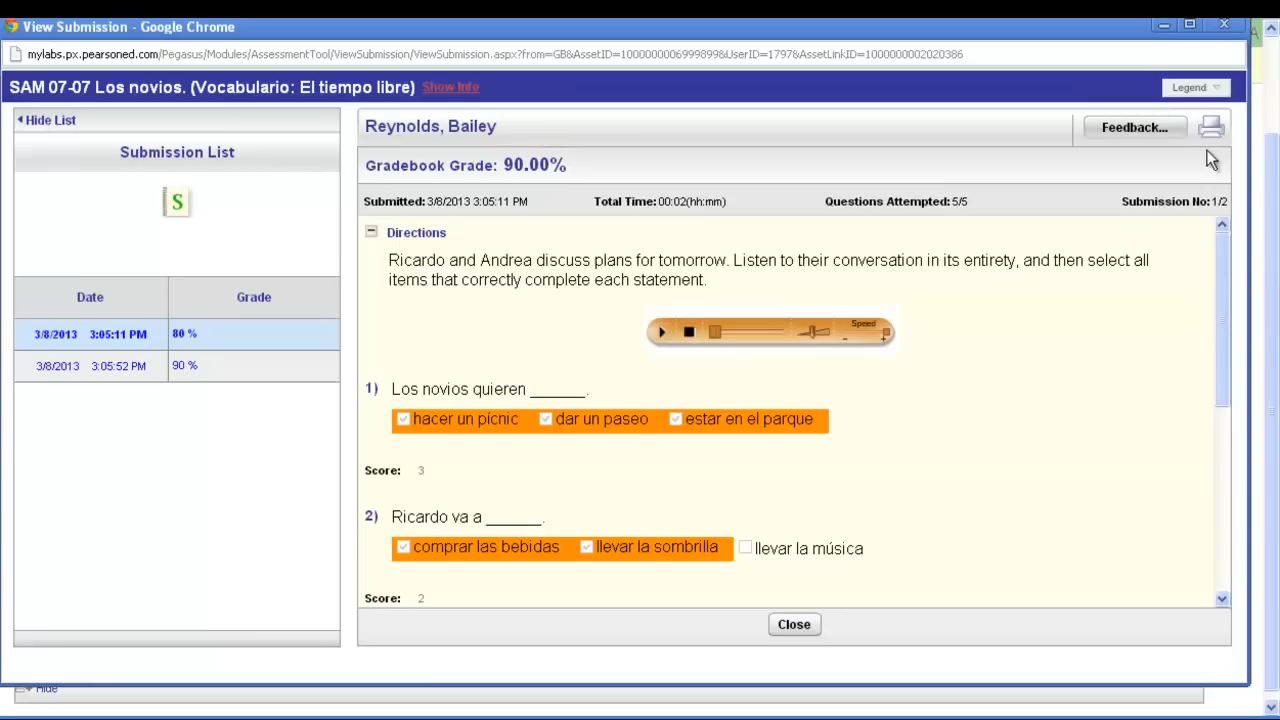 View Submission - Google Chrome
mylabs.px.pearsoned.com/Pegasus/Modules/AssessmentTool/ViewSubmission/ViewSubmission.aspx?from=GB&AssetID=10000000069998998&UserID=1797&AssetLinkID=1000000002020386
SAM 07-07 Los novios. (Vocabulario: El tiempo libre) Show Info
Legend
Hide List
Submission List
S
Date Grade
3/8/2013 3:05:11 PM 80 %
3/8/2013 3:05:52 PM 90 %
Reynolds, Bailey
Feedback...
Gradebook Grade: 90.00%
Submitted: 3/8/2013 3:05:11 PM Total Time: 00:02(hh:mm) Questions Attempted: 5/5 Submission No: 1/2
Directions
Ricardo and Andrea discuss plans for tomorrow. Listen to their conversation in its entirety, and then select all
items that correctly complete each statement.
Speed
- +
1) Los novios quieren ______.
hacer un pícnic dar un paseo estar en el parque
Score: 3
2) Ricardo va a ______.
comprar las bebidas llevar la sombrilla llevar la música
Score: 2
Close
Hide